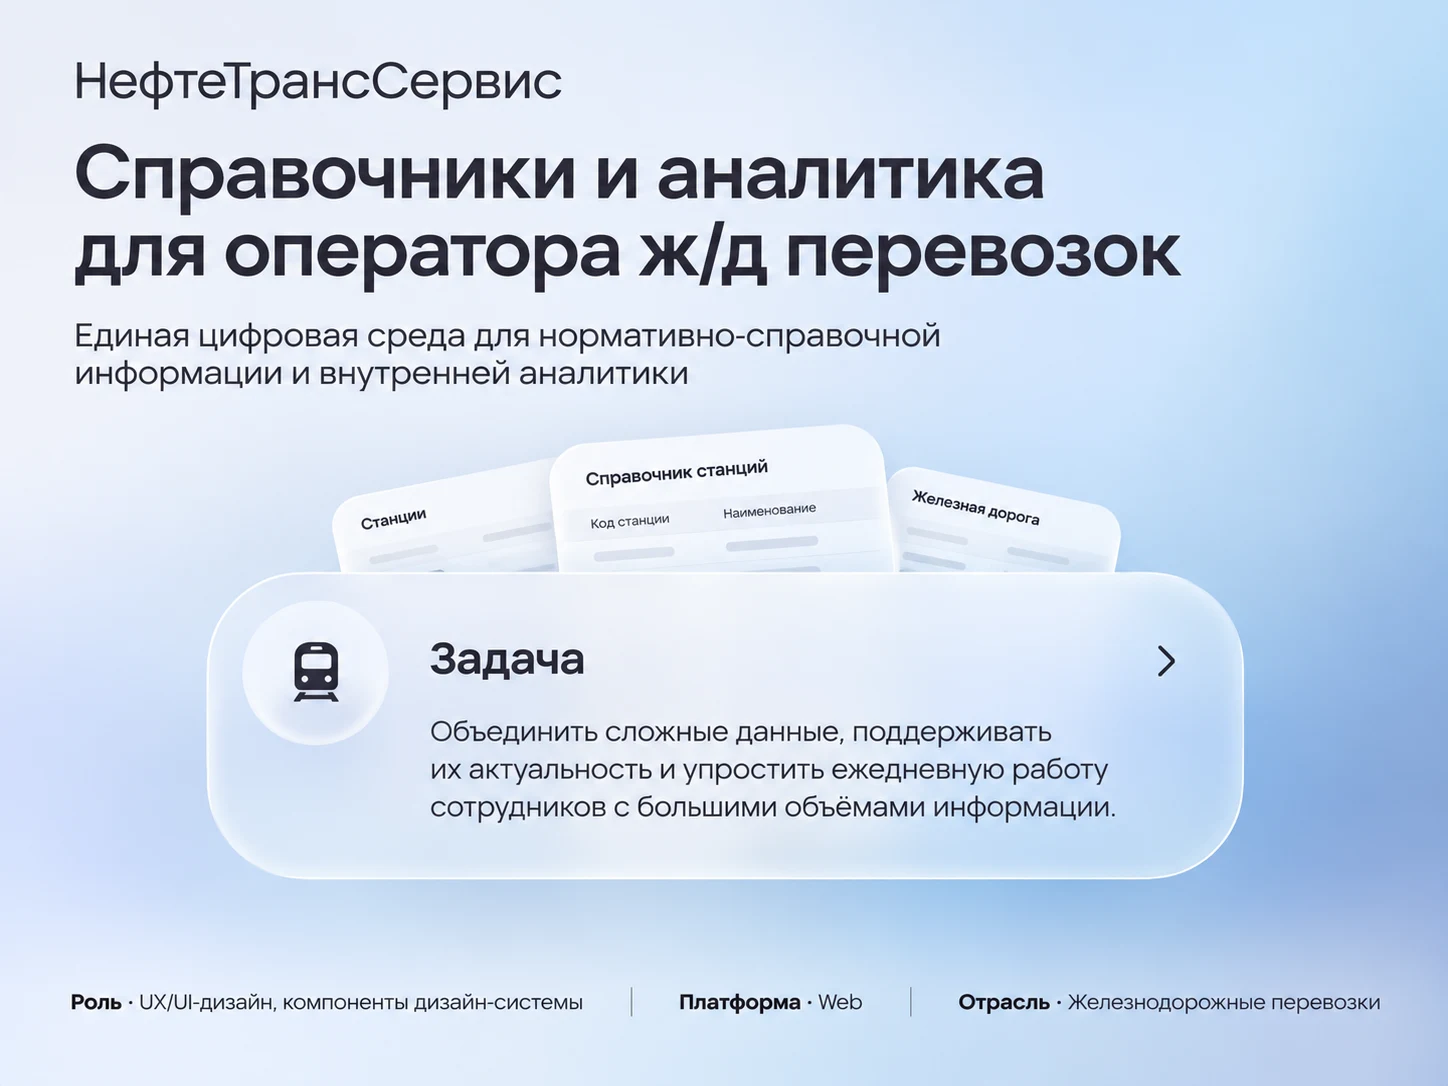 НефтеТрансСервис
Справочники и аналитика
для оператора ж/д перевозок
Единая цифровая среда для нормативно-справочной
информации и внутренней аналитики
Станции
Справочник станций
Код станции Наименование
Железная дорога
Задача
Объединить сложные данные, поддерживать
их актуальность и упростить ежедневную работу
сотрудников с большими объёмами информации.
Роль · UX/UI-дизайн, компоненты дизайн-системы
Платформа · Web
Отрасль · Железнодорожные перевозки